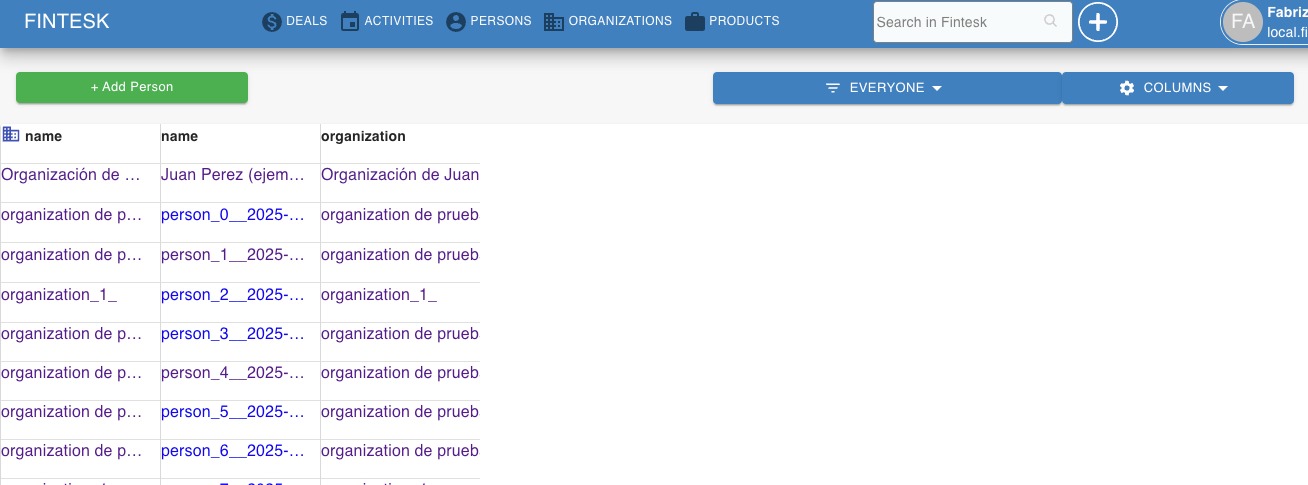 FINTESK DEALS ACTIVITIES PERSONS ORGANIZATIONS PRODUCTS Search in Fintesk FA Fabriz
local.fi
+ Add Person EVERYONE COLUMNS
name name organization
Organización de ... Juan Perez (ejem... Organización de Juan
organization de p... person_0__2025-... organization de prueb
organization de p... person_1__2025-... organization de prueb
organization_1_ person_2__2025-... organization_1_
organization de p... person_3__2025-... organization de prueb
organization de p... person_4__2025-... organization de prueb
organization de p... person_5__2025-... organization de prueb
organization de p... person_6__2025-... organization de prueb